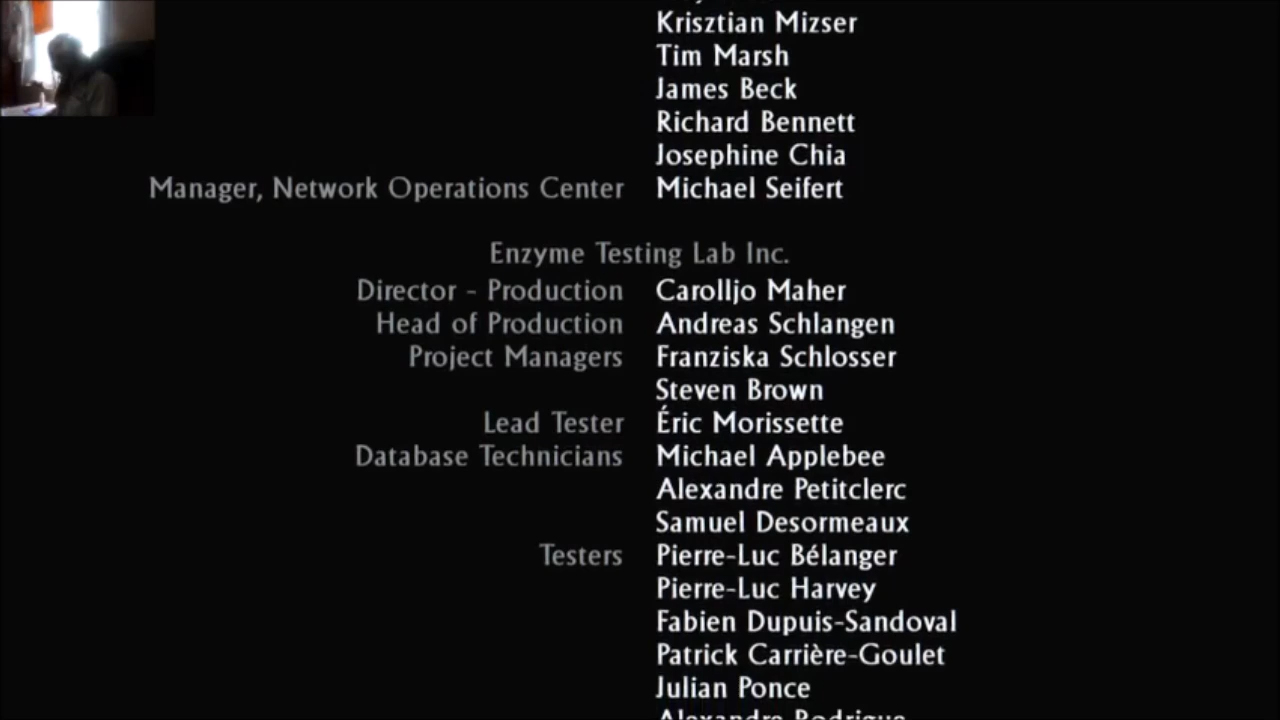 Krisztian Mizser
Tim Marsh
James Beck
Richard Bennett
Josephine Chia
Manager, Network Operations Center Michael Seifert
Enzyme Testing Lab Inc.
Director - Production Carolljo Maher
Head of Production Andreas Schlangen
Project Managers Franziska Schlosser
Steven Brown
Lead Tester Éric Morissette
Database Technicians Michael Applebee
Alexandre Petitclerc
Samuel Desormeaux
Testers Pierre-Luc Bélanger
Pierre-Luc Harvey
Fabien Dupuis-Sandoval
Patrick Carrière-Goulet
Julian Ponce
Alexandre Rodrigue